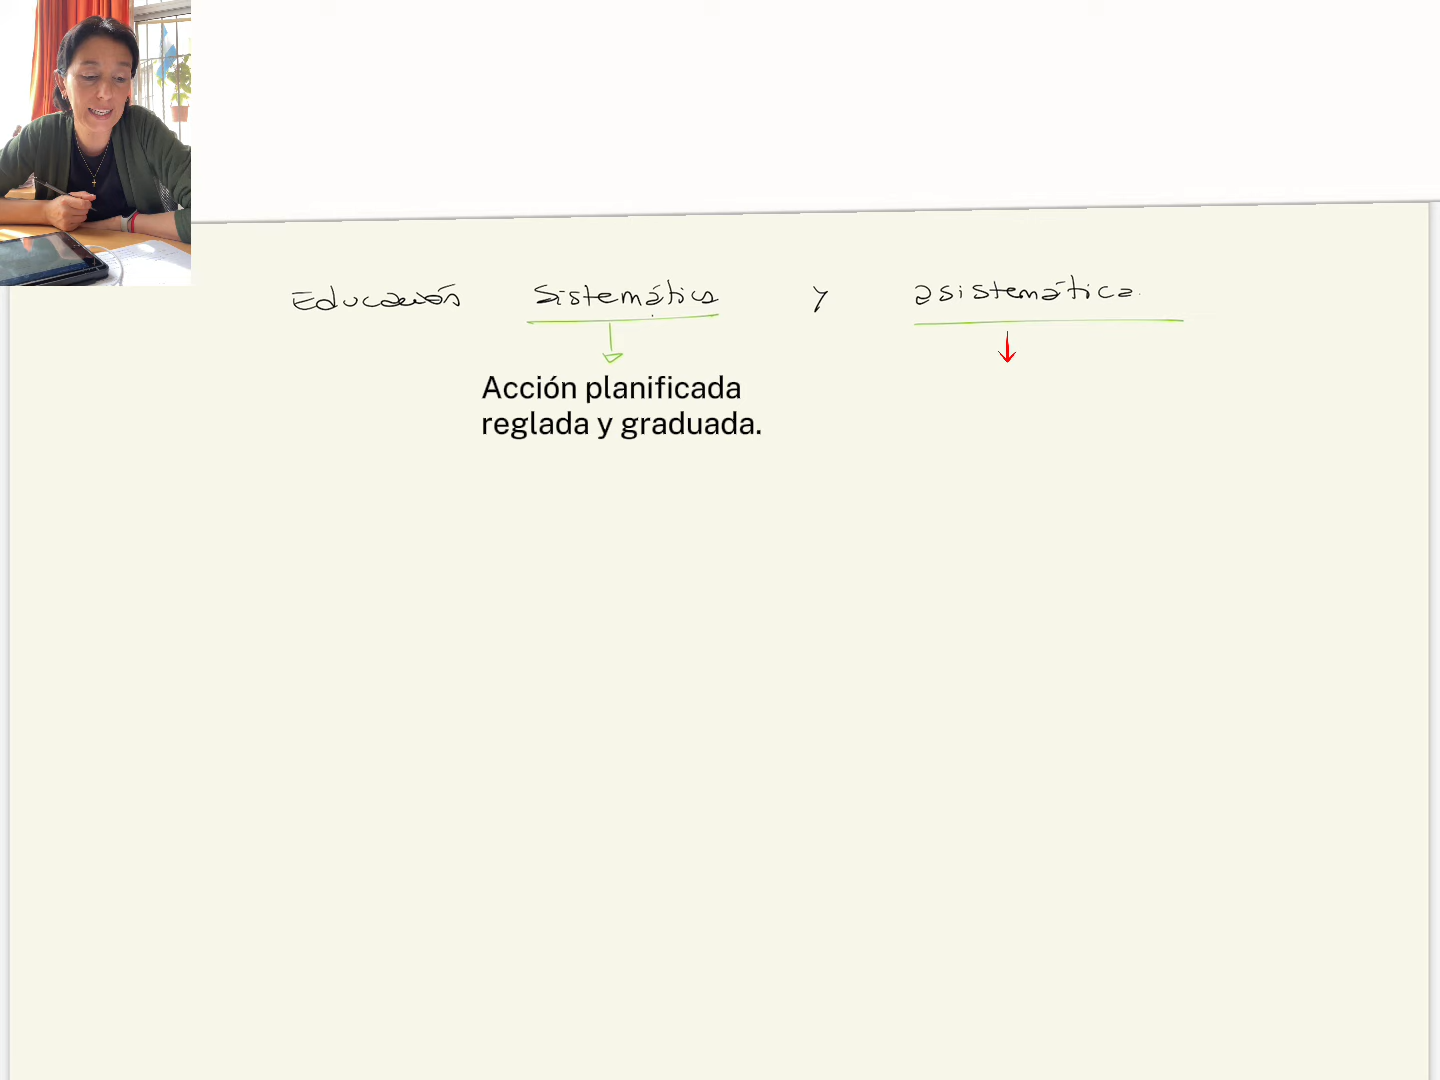 Educación sistemática y asistemática.
Acción planificada
reglada y graduada.